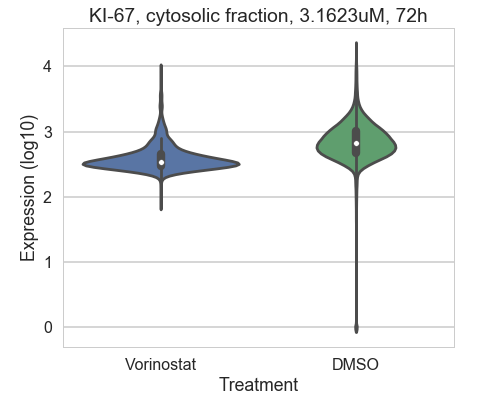 KI-67, cytosolic fraction, 3.1623uM, 72h
Expression (log10)
4
3
2
1
0
Vorinostat
DMSO
Treatment